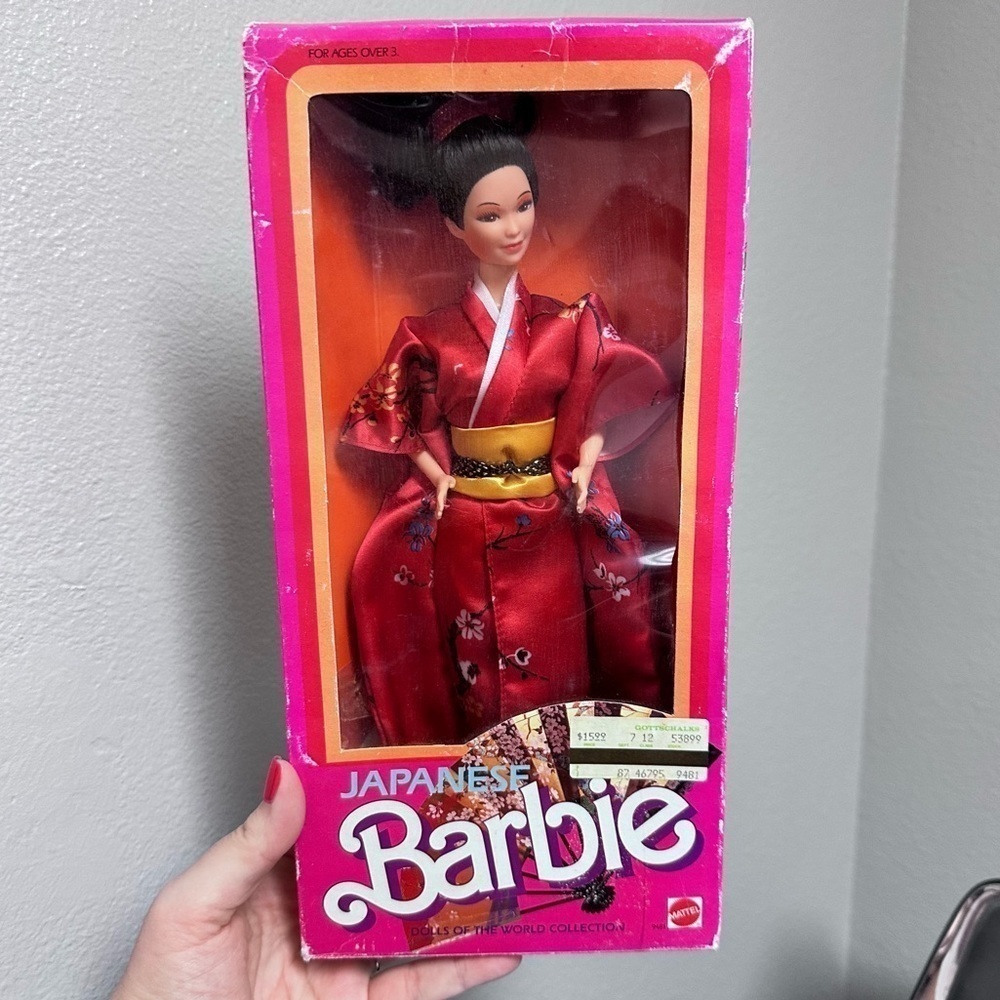 FOR AGES OVER 3.
GOTTSCHALKS
$15⁹⁹ 7 12 53899
87 46795 9481
JAPANESE
Barbie
DOLLS OF THE WORLD COLLECTION
MATTEL